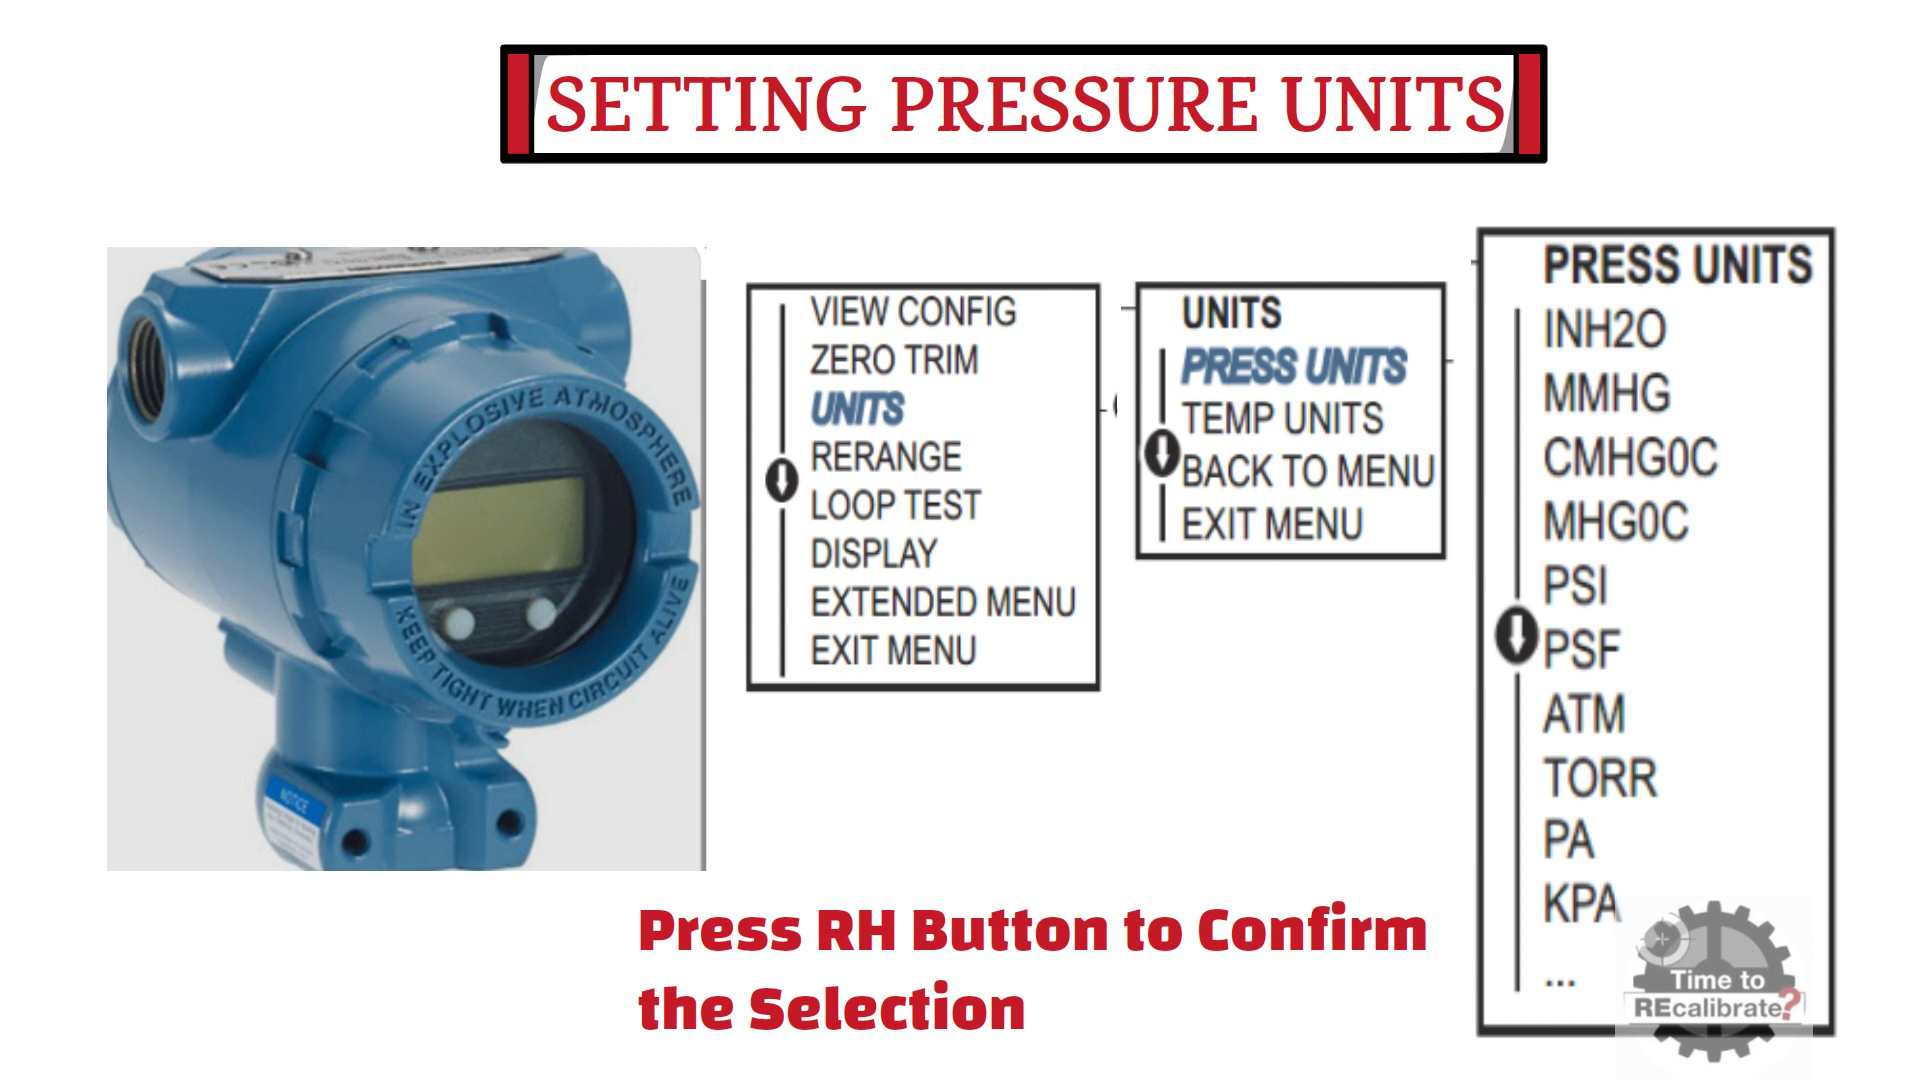 SETTING PRESSURE UNITS
IN EXPLOSIVE ATMOSPHERE
KEEP TIGHT WHEN CIRCUIT ALIVE
NOTICE
VIEW CONFIG
ZERO TRIM
UNITS
RERANGE
LOOP TEST
DISPLAY
EXTENDED MENU
EXIT MENU
UNITS
PRESS UNITS
TEMP UNITS
BACK TO MENU
EXIT MENU
PRESS UNITS
INH2O
MMHG
CMHG0C
MHG0C
PSI
PSF
ATM
TORR
PA
KPA
...
Press RH Button to Confirm
the Selection
Time to
REcalibrate?